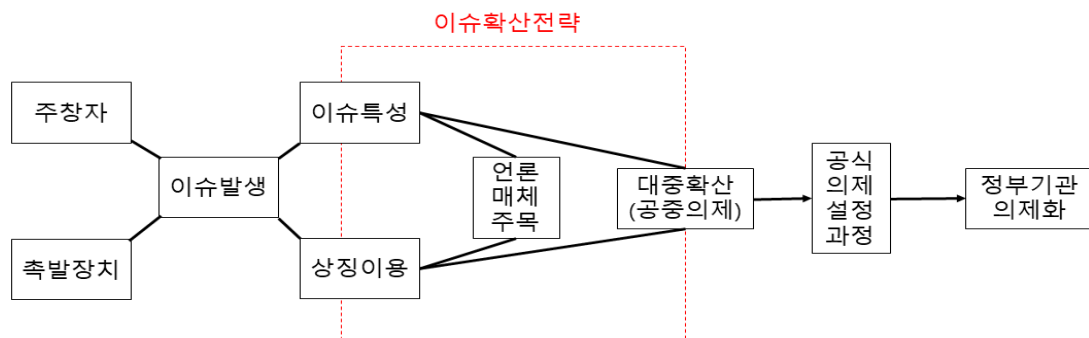 이슈확산전략
주창자
이슈특성
이슈발생
언론
매체
주목
대중확산
(공중의제)
공식
의제
설정
과정
정부기관
의제화
촉발장치
상징이용